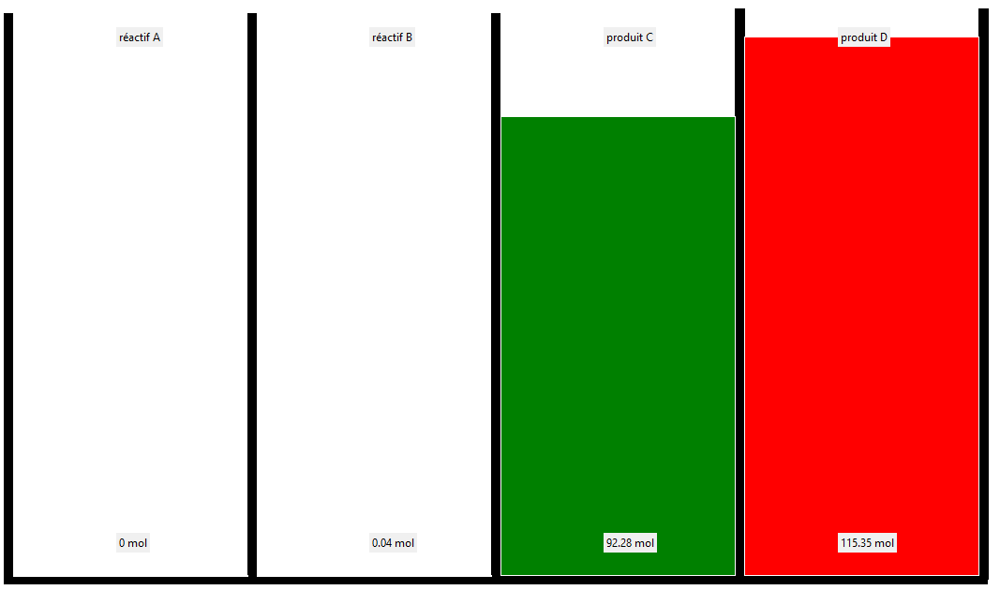 réactif A
réactif B
produit C
produit D
0 mol
0.04 mol
92.28 mol
115.35 mol